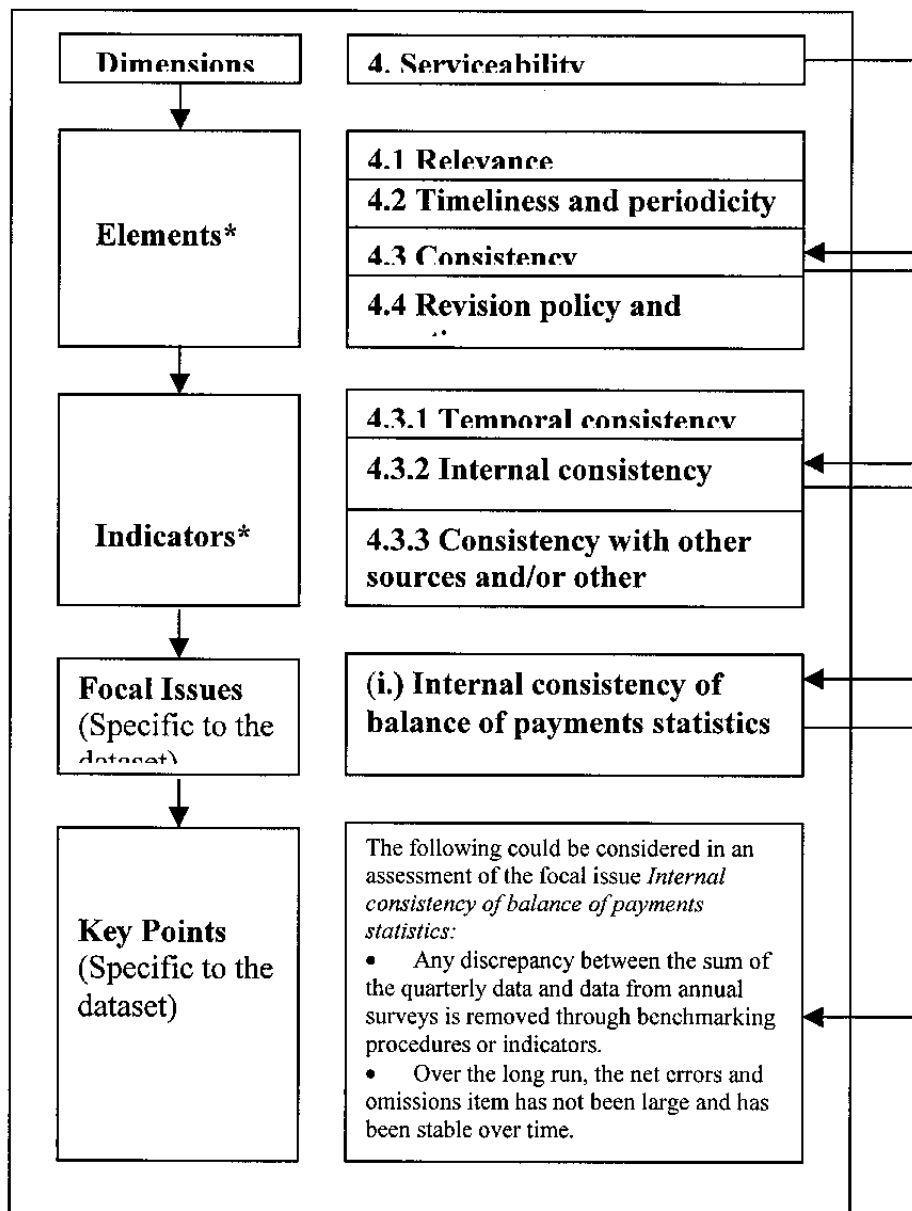 Dimensions
4. Serviceability
Elements*
4.1 Relevance
4.2 Timeliness and periodicity
4.3 Consistency
4.4 Revision policy and
Indicators*
4.3.1 Temporal consistency
4.3.2 Internal consistency
4.3.3 Consistency with other
sources and/or other
Focal Issues
(Specific to the
dataset)
(i.) Internal consistency of
balance of payments statistics
Key Points
(Specific to the
dataset)
The following could be considered in an
assessment of the focal issue Internal
consistency of balance of payments
statistics:
• Any discrepancy between the sum of
the quarterly data and data from annual
surveys is removed through benchmarking
procedures or indicators.
• Over the long run, the net errors and
omissions item has not been large and has
been stable over time.